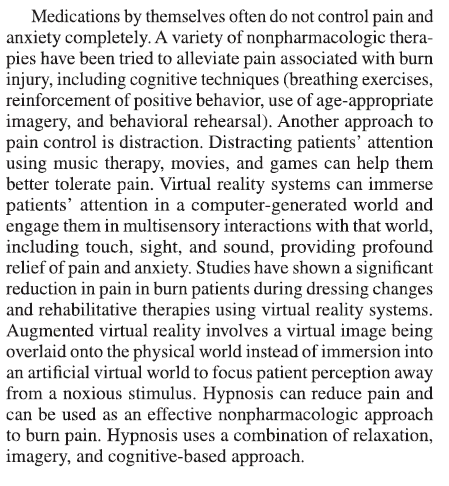 Medications by themselves often do not control pain and
anxiety completely. A variety of nonpharmacologic thera-
pies have been tried to alleviate pain associated with burn
injury, including cognitive techniques (breathing exercises,
reinforcement of positive behavior, use of age-appropriate
imagery, and behavioral rehearsal). Another approach to
pain control is distraction. Distracting patients’ attention
using music therapy, movies, and games can help them
better tolerate pain. Virtual reality systems can immerse
patients’ attention in a computer-generated world and
engage them in multisensory interactions with that world,
including touch, sight, and sound, providing profound
relief of pain and anxiety. Studies have shown a significant
reduction in pain in burn patients during dressing changes
and rehabilitative therapies using virtual reality systems.
Augmented virtual reality involves a virtual image being
overlaid onto the physical world instead of immersion into
an artificial virtual world to focus patient perception away
from a noxious stimulus. Hypnosis can reduce pain and
can be used as an effective nonpharmacologic approach
to burn pain. Hypnosis uses a combination of relaxation,
imagery, and cognitive-based approach.